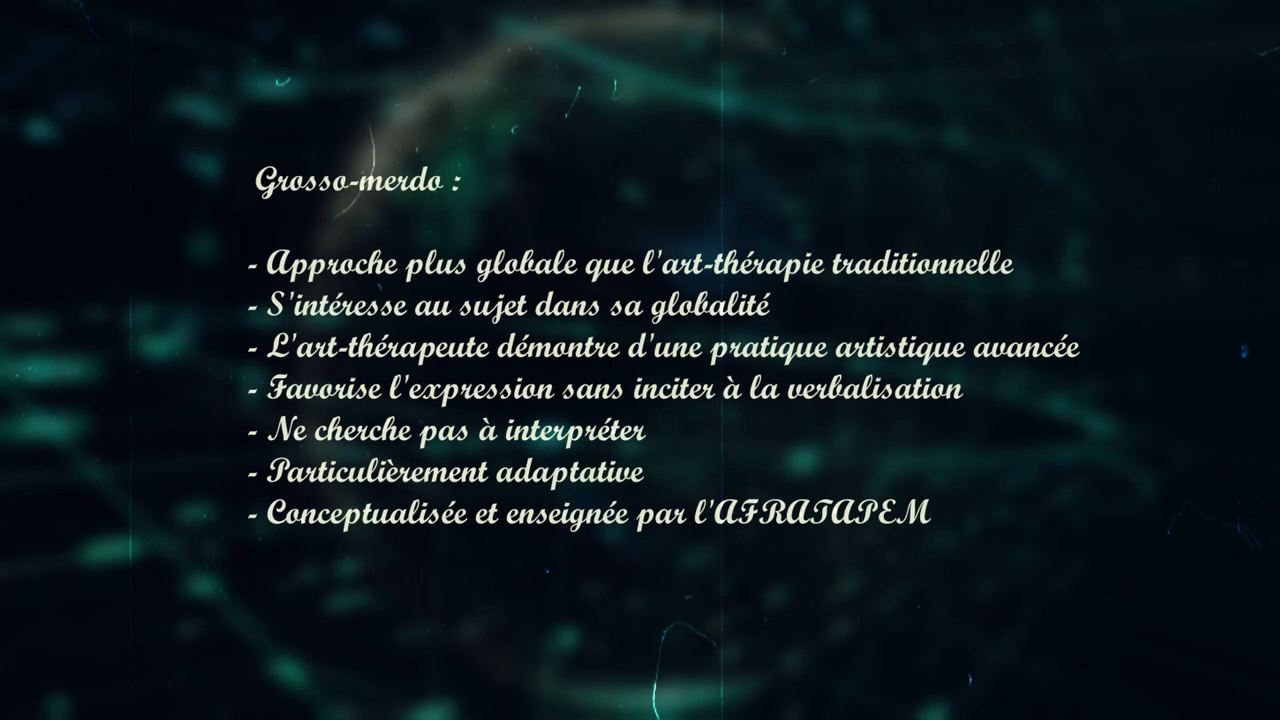 Grosso-merdo :
- Approche plus globale que l'art-thérapie traditionnelle
- S'intéresse au sujet dans sa globalité
- L'art-thérapeute démontre d'une pratique artistique avancée
- Favorise l'expression sans inciter à la verbalisation
- Ne cherche pas à interpréter
- Particulièrement adaptative
- Conceptualisée et enseignée par l'AFRATAPEM